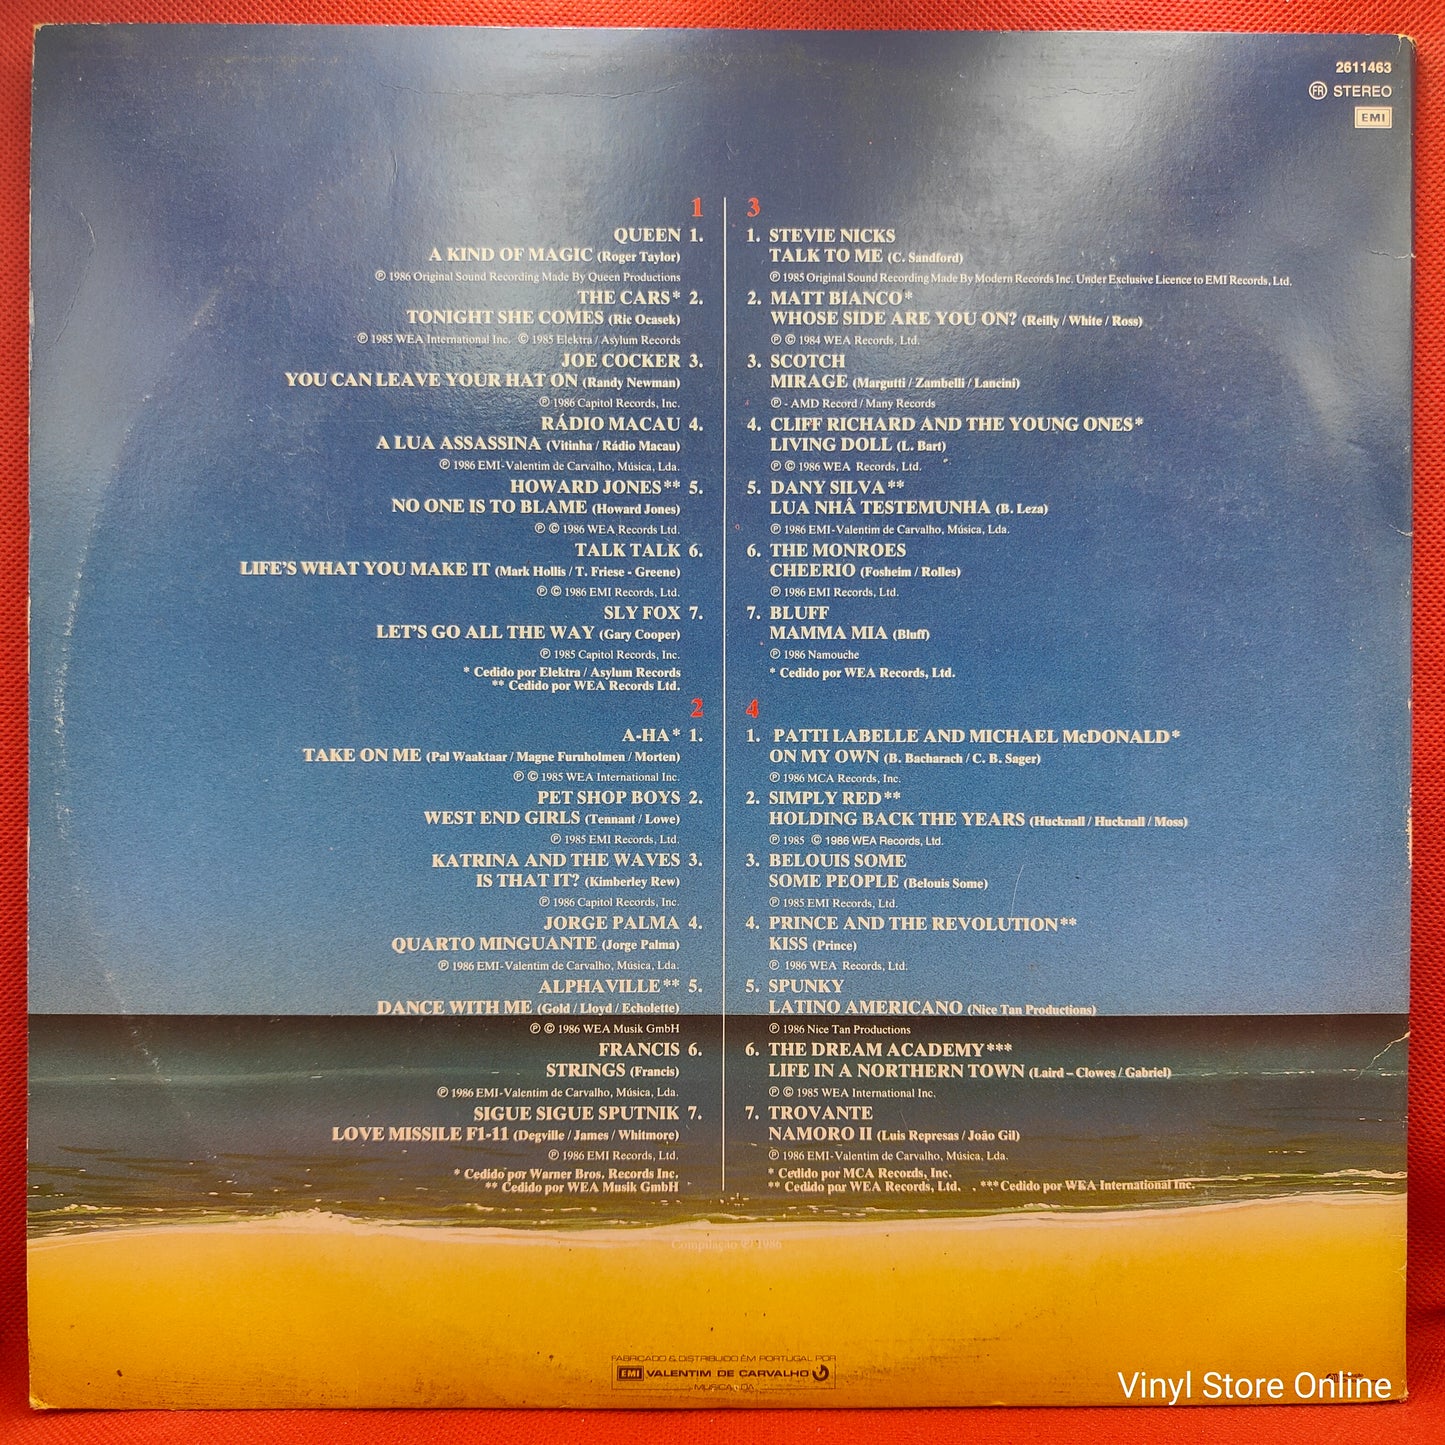 2611463
FR STEREO
EMI
1
QUEEN 1.
A KIND OF MAGIC (Roger Taylor)
℗ 1986 Original Sound Recording Made By Queen Productions
THE CARS* 2.
TONIGHT SHE COMES (Ric Ocasek)
℗ 1985 WEA International Inc. © 1985 Elektra / Asylum Records
JOE COCKER 3.
YOU CAN LEAVE YOUR HAT ON (Randy Newman)
℗ 1986 Capitol Records, Inc.
RÁDIO MACAU 4.
A LUA ASSASSINA (Vitinha / Rádio Macau)
℗ 1986 EMI-Valentim de Carvalho, Música, Lda.
HOWARD JONES** 5.
NO ONE IS TO BLAME (Howard Jones)
℗ © 1986 WEA Records Ltd.
TALK TALK 6.
LIFE'S WHAT YOU MAKE IT (Mark Hollis / T. Friese - Greene)
℗ © 1986 EMI Records, Ltd.
SLY FOX 7.
LET'S GO ALL THE WAY (Gary Cooper)
℗ 1985 Capitol Records, Inc.
* Cedido por Elektra / Asylum Records
** Cedido por WEA Records Ltd.
2
A-HA* 1.
TAKE ON ME (Pal Waaktaar / Magne Furuholmen / Morten)
℗ © 1985 WEA International Inc.
PET SHOP BOYS 2.
WEST END GIRLS (Tennant / Lowe)
℗ 1985 EMI Records, Ltd.
KATRINA AND THE WAVES 3.
IS THAT IT? (Kimberley Rew)
℗ 1986 Capitol Records, Inc.
JORGE PALMA 4.
QUARTO MINGUANTE (Jorge Palma)
℗ 1986 EMI-Valentim de Carvalho, Música, Lda.
ALPHAVILLE** 5.
DANCE WITH ME (Gold / Lloyd / Echolette)
℗ © 1986 WEA Musik GmbH
FRANCIS 6.
STRINGS (Francis)
℗ 1986 EMI-Valentim de Carvalho, Música, Lda.
SIGUE SIGUE SPUTNIK 7.
LOVE MISSILE F1-11 (Degville / James / Whitmore)
℗ 1986 EMI Records, Ltd.
* Cedido por Warner Bros. Records Inc.
** Cedido por WEA Musik GmbH
3
1. STEVIE NICKS
TALK TO ME (C. Sandford)
℗ 1985 Original Sound Recording Made By Modern Records Inc. Under Exclusive Licence to EMI Records, Ltd.
2. MATT BIANCO*
WHOSE SIDE ARE YOU ON? (Reilly / White / Ross)
℗ © 1984 WEA Records, Ltd.
3. SCOTCH
MIRAGE (Margutti / Zambelli / Lancini)
℗ - AMD Record / Many Records
4. CLIFF RICHARD AND THE YOUNG ONES*
LIVING DOLL (L. Bart)
℗ © 1986 WEA Records, Ltd.
5. DANY SILVA**
LUA NHÂ TESTEMUNHA (B. Leza)
℗ 1986 EMI-Valentim de Carvalho, Música, Lda.
6. THE MONROES
CHEERIO (Fosheim / Rolles)
℗ 1986 EMI Records, Ltd.
7. BLUFF
MAMMA MIA (Bluff)
℗ 1986 Namouche
* Cedido por WEA Records, Ltd.
4
1. PATTI LABELLE AND MICHAEL McDONALD*
ON MY OWN (B. Bacharach / C. B. Sager)
℗ 1986 MCA Records, Inc.
2. SIMPLY RED**
HOLDING BACK THE YEARS (Hucknall / Hucknall / Moss)
℗ 1985 © 1986 WEA Records, Ltd.
3. BELOUIS SOME
SOME PEOPLE (Belouis Some)
℗ 1985 EMI Records, Ltd.
4. PRINCE AND THE REVOLUTION**
KISS (Prince)
℗ 1986 WEA Records, Ltd.
5. SPUNKY
LATINO AMERICANO (Nice Tan Productions)
℗ 1986 Nice Tan Productions
6. THE DREAM ACADEMY***
LIFE IN A NORTHERN TOWN (Laird – Clowes / Gabriel)
℗ © 1985 WEA International Inc.
7. TROVANTE
NAMORO II (Luis Represas / João Gil)
℗ 1986 EMI-Valentim de Carvalho, Música, Lda.
* Cedido por MCA Records, Inc.
** Cedido por WEA Records, Ltd. ***Cedido por WEA International Inc.
Compilação ℗ 1986
FABRICADO & DISTRIBUIDO EM PORTUGAL POR
EMI VALENTIM DE CARVALHO
MUSICA LDA
Vinyl Store Online